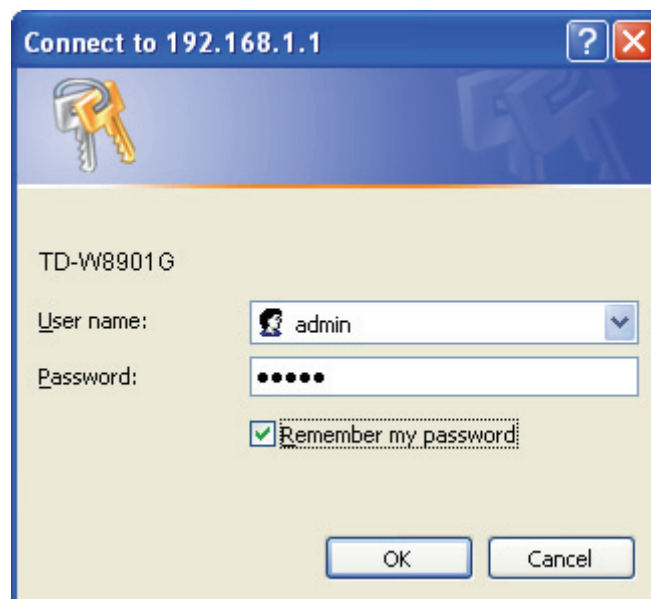 Connect to 192.168.1.1
TD-W8901G
User name:
admin
Password:
•••••
Remember my password
OK
Cancel